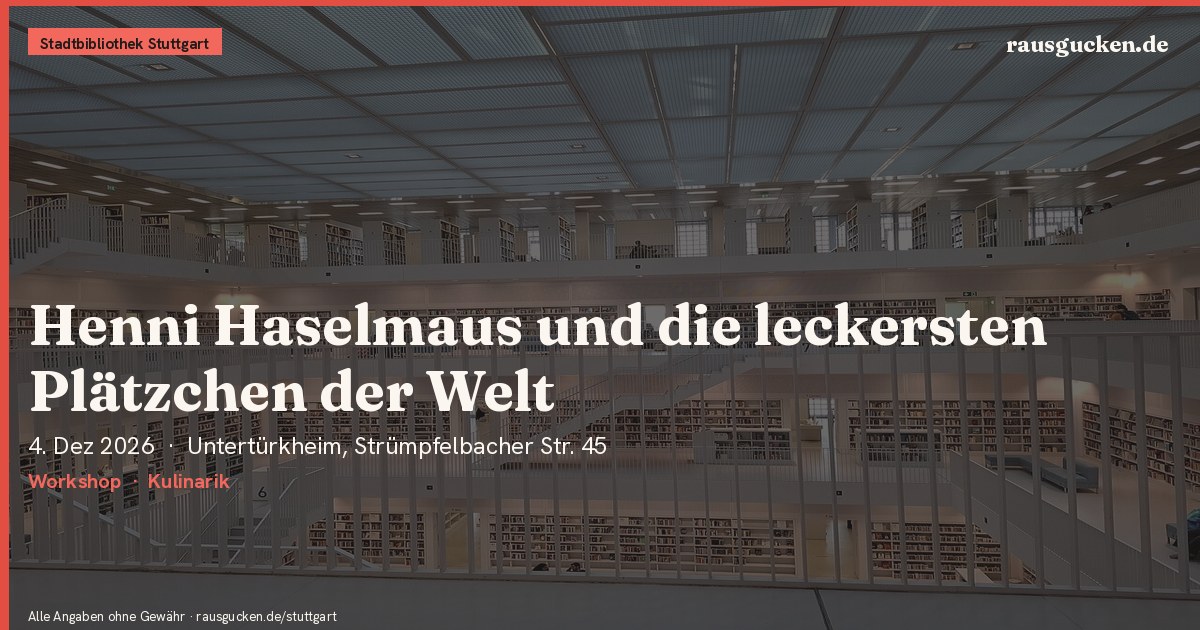 Stadtbibliothek Stuttgart
rausgucken.de
Henni Haselmaus und die leckersten
Plätzchen der Welt
4. Dez 2026 · Untertürkheim, Strümpfelbacher Str. 45
Workshop · Kulinarik
6
Alle Angaben ohne Gewähr · rausgucken.de/stuttgart